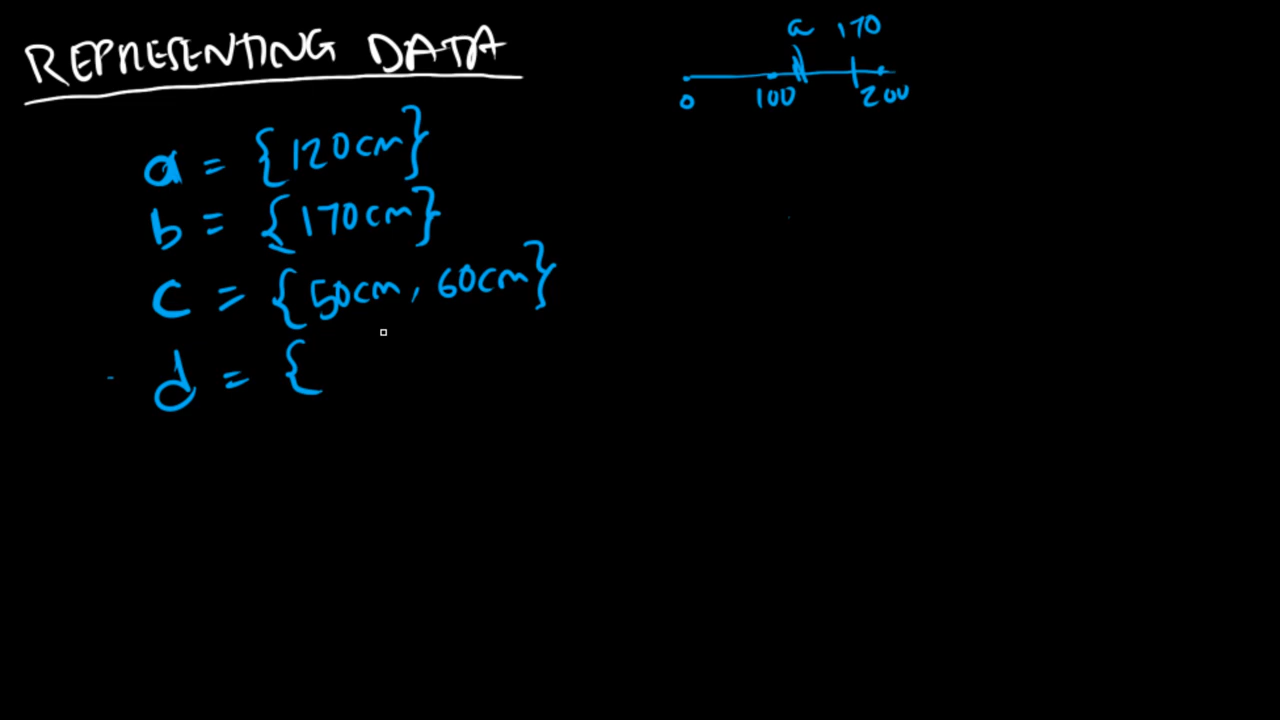 REPRESENTING DATA
a 170
0 100 200
a = {120cm}
b = {170cm}
c = {50cm, 60cm}
d = {